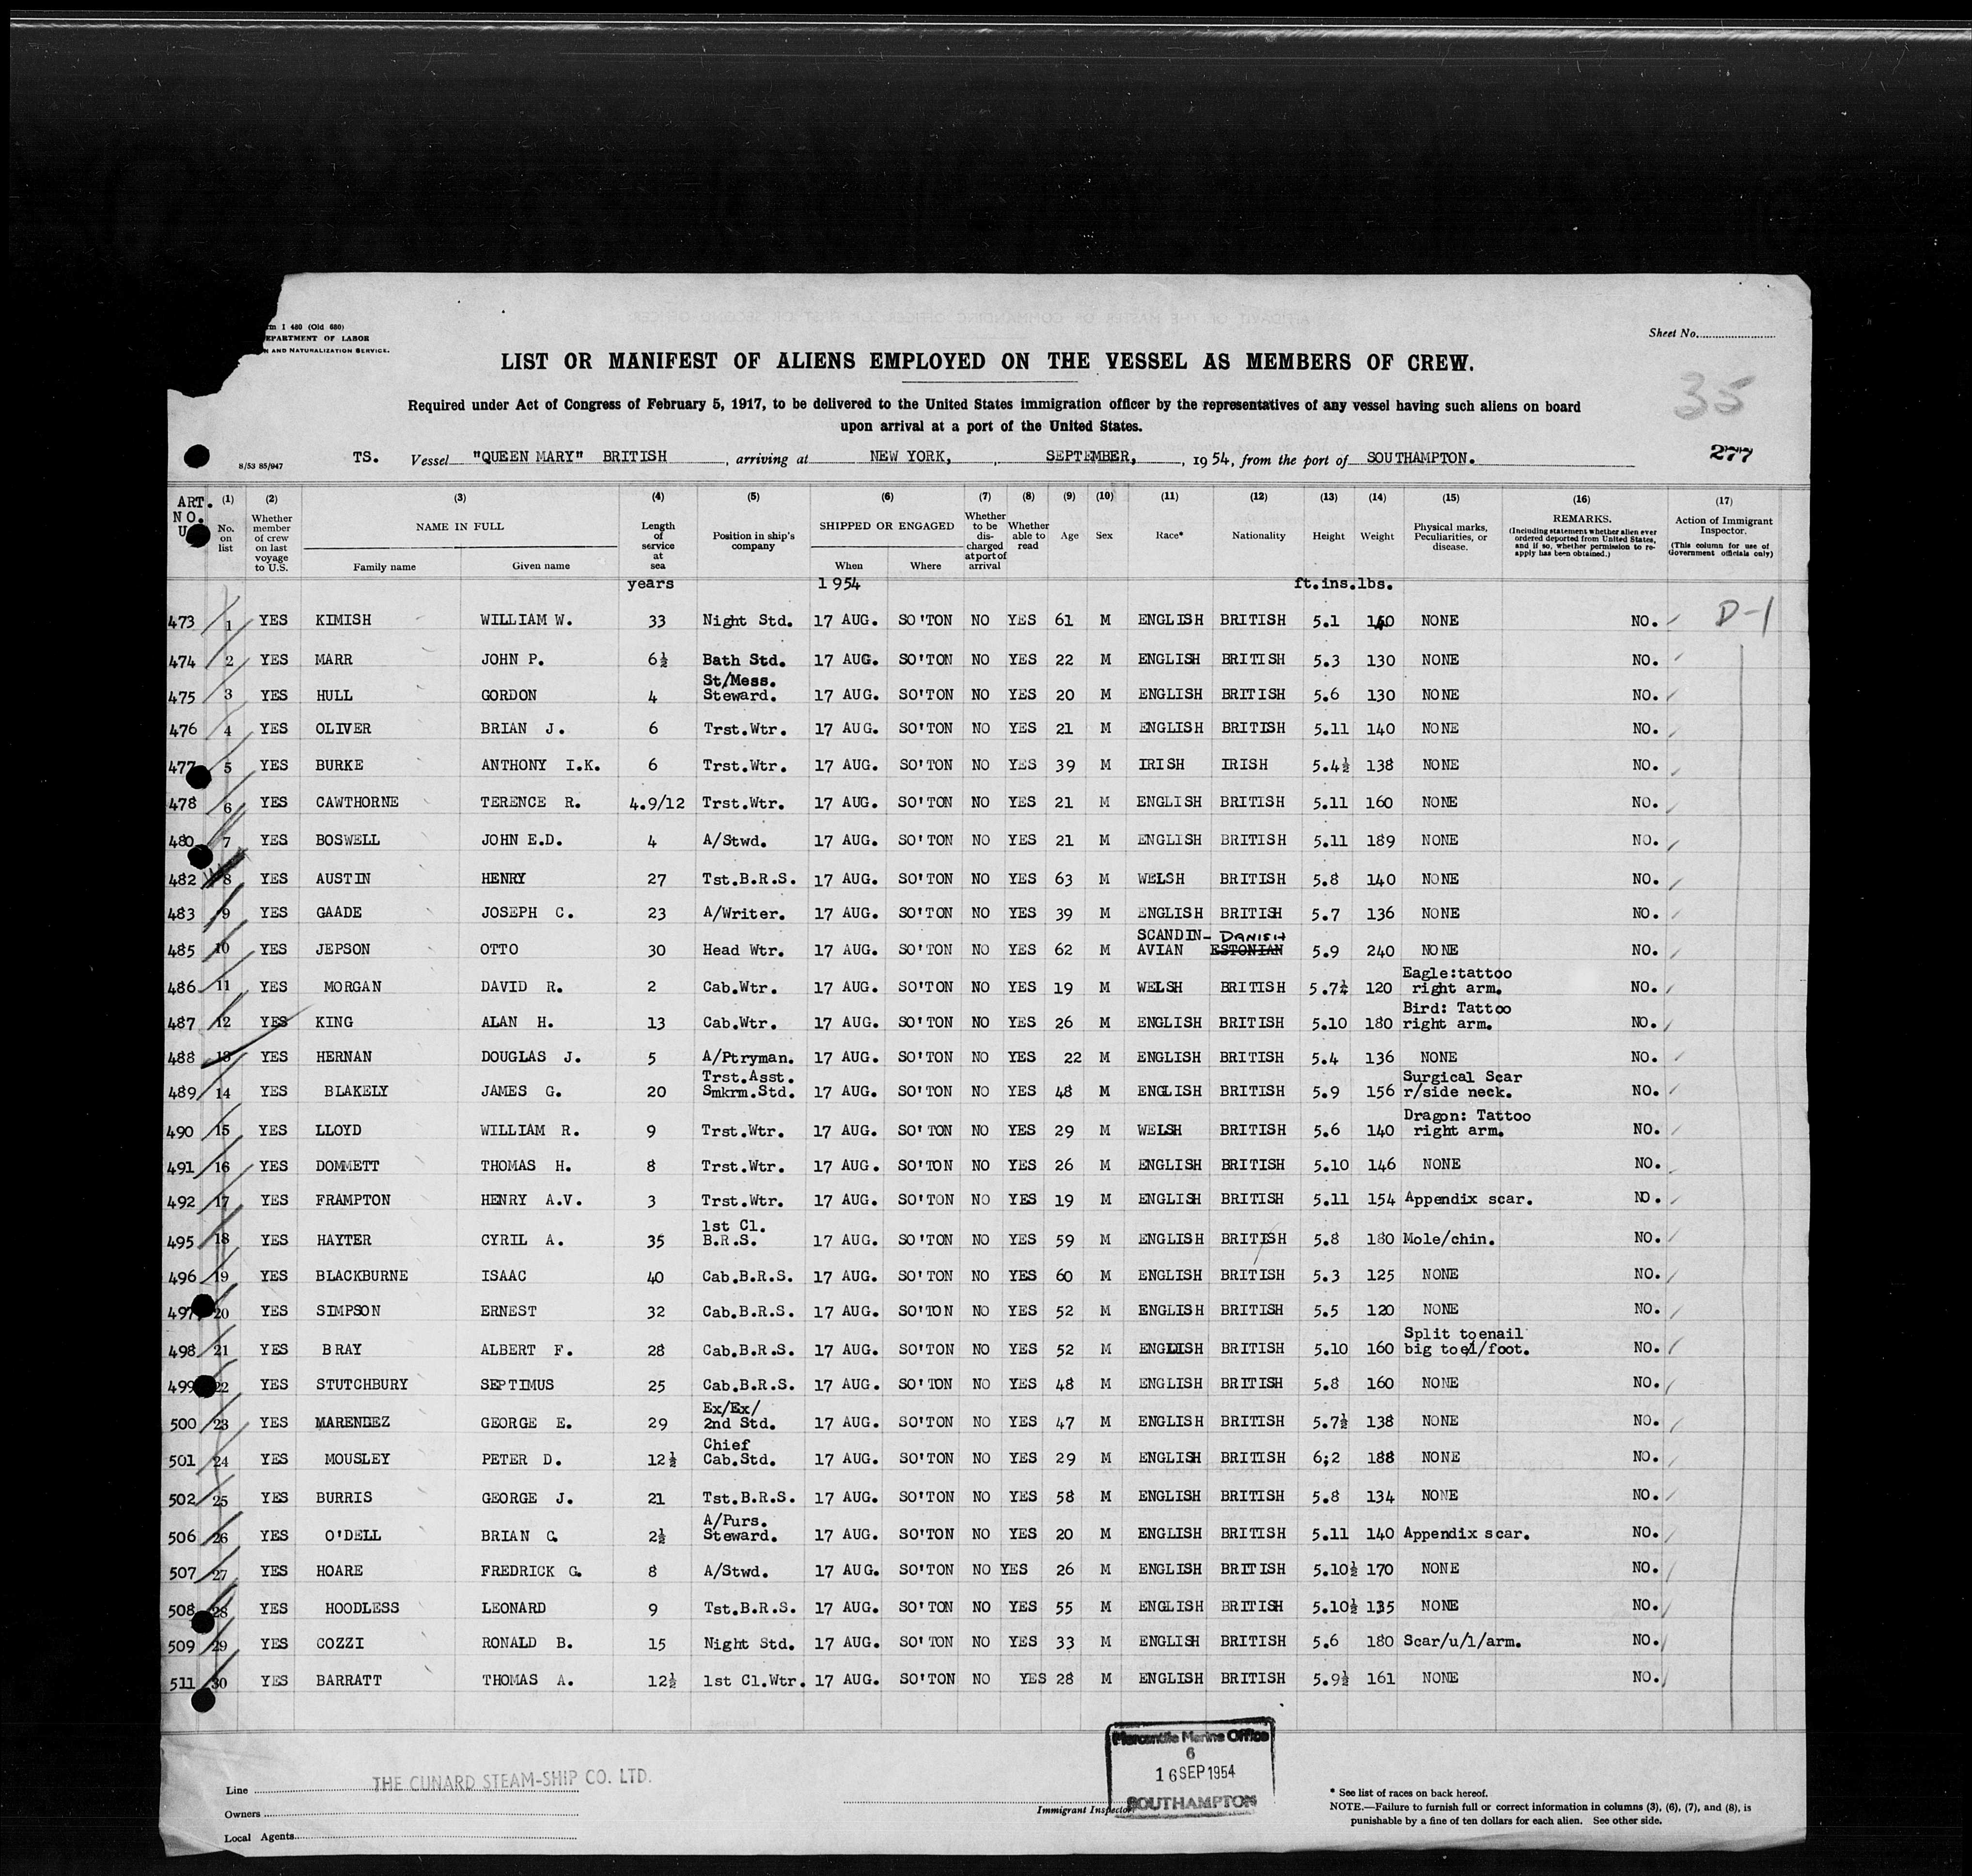 rm I 480 (Old 680)
EPARTMENT OF LABOR
N AND NATURALIZATION SERVICE.
Sheet No.
LIST OR MANIFEST OF ALIENS EMPLOYED ON THE VESSEL AS MEMBERS OF CREW.
35
Required under Act of Congress of February 5, 1917, to be delivered to the United States immigration officer by the representatives of any vessel having such aliens on board
upon arrival at a port of the United States.
277
8/53 85/947 TS. Vessel "QUEEN MARY" BRITISH , arriving at NEW YORK, , SEPTEMBER, , 1954, from the port of SOUTHAMPTON.
ART. NO. U (1) No. on list (2) Whether member of crew on last voyage to U.S. (3) NAME IN FULL Family name Given name (4) Length of service at sea (5) Position in ship's company (6) SHIPPED OR ENGAGED When Where (7) Whether to be discharged at port of arrival (8) Whether able to read (9) Age (10) Sex (11) Race* (12) Nationality (13) Height (14) Weight (15) Physical marks, Peculiarities, or disease. (16) REMARKS. (Including statement whether alien ever ordered deported from United States, and if so, whether permission to re-apply has been obtained.) (17) Action of Immigrant Inspector. (This column for use of Government officials only)
years 1954 ft.ins.lbs.
473 1 YES KIMISH WILLIAM W. 33 Night Std. 17 AUG. SO'TON NO YES 61 M ENGLISH BRITISH 5.1 140 NONE NO. D-1
474 2 YES MARR JOHN P. 6½ Bath Std. 17 AUG. SO'TON NO YES 22 M ENGLISH BRITISH 5.3 130 NONE NO.
475 3 YES HULL GORDON 4 St/Mess. Steward. 17 AUG. SO'TON NO YES 20 M ENGLISH BRITISH 5.6 130 NONE NO.
476 4 YES OLIVER BRIAN J. 6 Trst.Wtr. 17 AUG. SO'TON NO YES 21 M ENGLISH BRITISH 5.11 140 NONE NO.
477 5 YES BURKE ANTHONY I.K. 6 Trst.Wtr. 17 AUG. SO'TON NO YES 39 M IRISH IRISH 5.4½ 138 NONE NO.
478 6 YES CAWTHORNE TERENCE R. 4.9/12 Trst.Wtr. 17 AUG. SO'TON NO YES 21 M ENGLISH BRITISH 5.11 160 NONE NO.
480 7 YES BOSWELL JOHN E.D. 4 A/Stwd. 17 AUG. SO'TON NO YES 21 M ENGLISH BRITISH 5.11 189 NONE NO.
482 8 YES AUSTIN HENRY 27 Tst.B.R.S. 17 AUG. SO'TON NO YES 63 M WELSH BRITISH 5.8 140 NONE NO.
483 9 YES GAADE JOSEPH C. 23 A/Writer. 17 AUG. SO'TON NO YES 39 M ENGLISH BRITISH 5.7 136 NONE NO.
485 10 YES JEPSON OTTO 30 Head Wtr. 17 AUG. SO'TON NO YES 62 M SCANDIN-AVIAN DANISH ESTONIAN 5.9 240 NONE NO.
486 11 YES MORGAN DAVID R. 2 Cab.Wtr. 17 AUG. SO'TON NO YES 19 M WELSH BRITISH 5.7¼ 120 Eagle:tattoo right arm. NO.
487 12 YES KING ALAN H. 13 Cab.Wtr. 17 AUG. SO'TON NO YES 26 M ENGLISH BRITISH 5.10 180 Bird: Tattoo right arm. NO.
488 13 YES HERNAN DOUGLAS J. 5 A/Ptryman. 17 AUG. SO'TON NO YES 22 M ENGLISH BRITISH 5.4 136 NONE NO.
489 14 YES BLAKELY JAMES G. 20 Trst.Asst. Smkrm.Std. 17 AUG. SO'TON NO YES 48 M ENGLISH BRITISH 5.9 156 Surgical Scar r/side neck. NO.
490 15 YES LLOYD WILLIAM R. 9 Trst.Wtr. 17 AUG. SO'TON NO YES 29 M WELSH BRITISH 5.6 140 Dragon: Tattoo right arm. NO.
491 16 YES DOMMETT THOMAS H. 8 Trst.Wtr. 17 AUG. SO'TON NO YES 26 M ENGLISH BRITISH 5.10 146 NONE NO.
492 17 YES FRAMPTON HENRY A.V. 3 Trst.Wtr. 17 AUG. SO'TON NO YES 19 M ENGLISH BRITISH 5.11 154 Appendix scar. NO.
495 18 YES HAYTER CYRIL A. 35 1st Cl. B.R.S. 17 AUG. SO'TON NO YES 59 M ENGLISH BRITISH 5.8 180 Mole/chin. NO.
496 19 YES BLACKBURNE ISAAC 40 Cab.B.R.S. 17 AUG. SO'TON NO YES 60 M ENGLISH BRITISH 5.3 125 NONE NO.
497 20 YES SIMPSON ERNEST 32 Cab.B.R.S. 17 AUG. SO'TON NO YES 52 M ENGLISH BRITISH 5.5 120 NONE NO.
498 21 YES BRAY ALBERT F. 28 Cab.B.R.S. 17 AUG. SO'TON NO YES 52 M ENGLISH BRITISH 5.10 160 Split toenail big toe l/foot. NO.
499 22 YES STUTCHBURY SEPTIMUS 25 Cab.B.R.S. 17 AUG. SO'TON NO YES 48 M ENGLISH BRITISH 5.8 160 NONE NO.
500 23 YES MARENDEZ GEORGE E. 29 Ex/Ex/ 2nd Std. 17 AUG. SO'TON NO YES 47 M ENGLISH BRITISH 5.7½ 138 NONE NO.
501 24 YES MOUSLEY PETER D. 12½ Chief Cab.Std. 17 AUG. SO'TON NO YES 29 M ENGLISH BRITISH 6;2 188 NONE NO.
502 25 YES BURRIS GEORGE J. 21 Tst.B.R.S. 17 AUG. SO'TON NO YES 58 M ENGLISH BRITISH 5.8 134 NONE NO.
506 26 YES O'DELL BRIAN C. 2½ A/Purs. Steward. 17 AUG. SO'TON NO YES 20 M ENGLISH BRITISH 5.11 140 Appendix scar. NO.
507 27 YES HOARE FREDRICK G. 8 A/Stwd. 17 AUG. SO'TON NO YES 26 M ENGLISH BRITISH 5.10½ 170 NONE NO.
508 28 YES HOODLESS LEONARD 9 Tst.B.R.S. 17 AUG. SO'TON NO YES 55 M ENGLISH BRITISH 5.10½ 135 NONE NO.
509 29 YES COZZI RONALD B. 15 Night Std. 17 AUG. SO'TON NO YES 33 M ENGLISH BRITISH 5.6 180 Scar/u/l/arm. NO.
511 30 YES BARRATT THOMAS A. 12½ 1st Cl.Wtr. 17 AUG. SO'TON NO YES 28 M ENGLISH BRITISH 5.9½ 161 NONE NO.
Mercantile Marine Office
6
16 SEP 1954
SOUTHAMPTON
Line THE CUNARD STEAM-SHIP CO. LTD.
Owners
Local Agents
Immigrant Inspector
* See list of races on back hereof.
NOTE.—Failure to furnish full or correct information in columns (3), (6), (7), and (8), is
punishable by a fine of ten dollars for each alien. See other side.